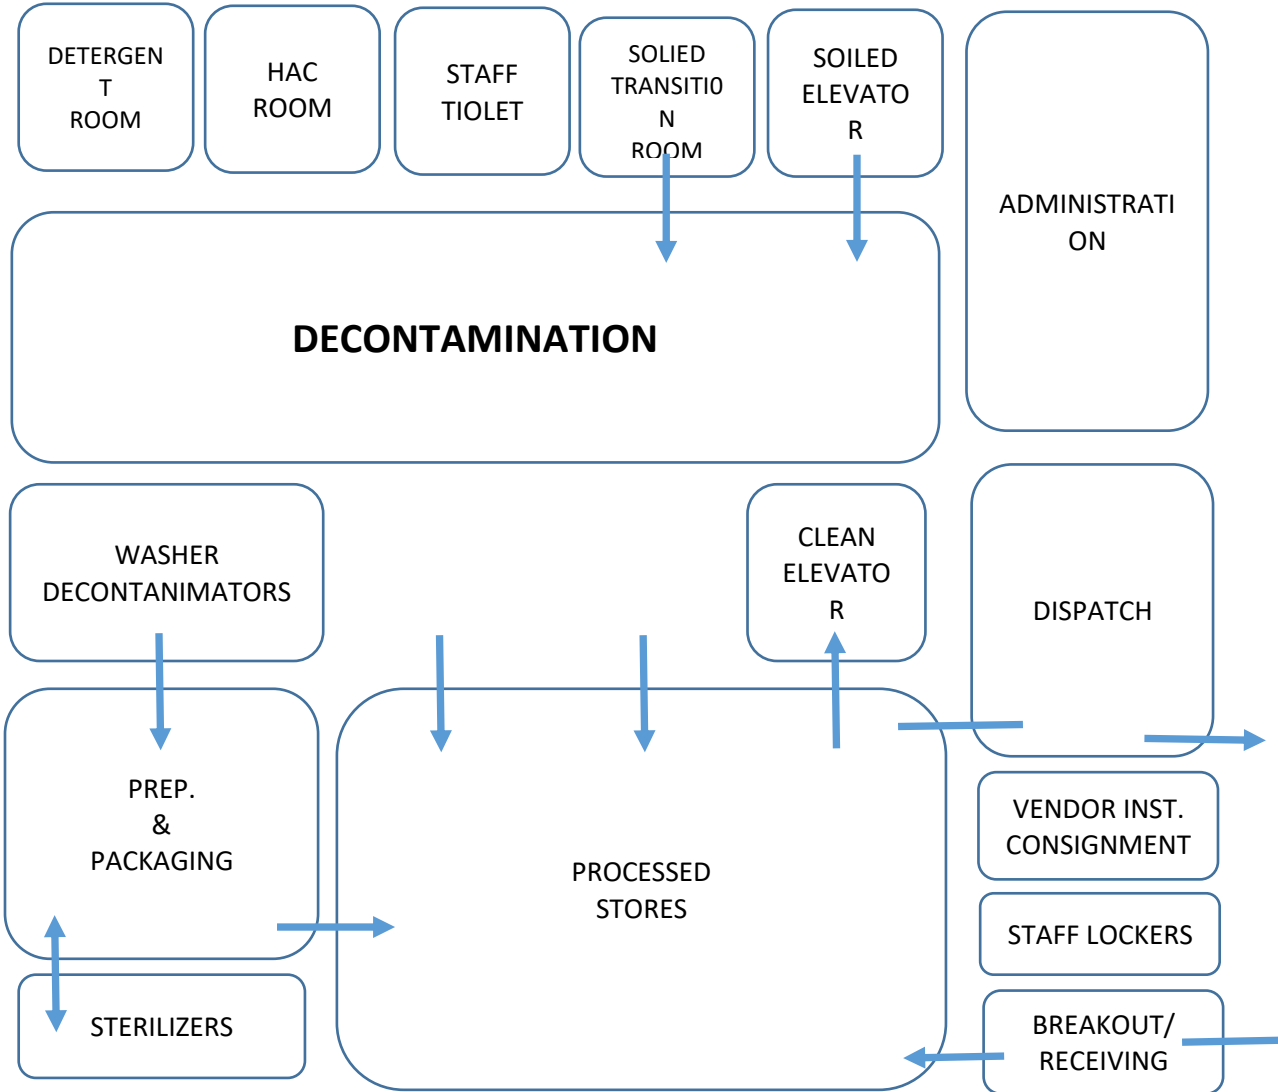 DETERGEN
T
ROOM
HAC
ROOM
STAFF
TIOLET
SOLIED
TRANSITI0
N
ROOM
SOILED
ELEVATO
R
ADMINISTRATI
ON
DECONTAMINATION
WASHER
DECONTANIMATORS
CLEAN
ELEVATO
R
DISPATCH
PREP.
&
PACKAGING
PROCESSED
STORES
VENDOR INST.
CONSIGNMENT
STAFF LOCKERS
STERILIZERS
BREAKOUT/
RECEIVING